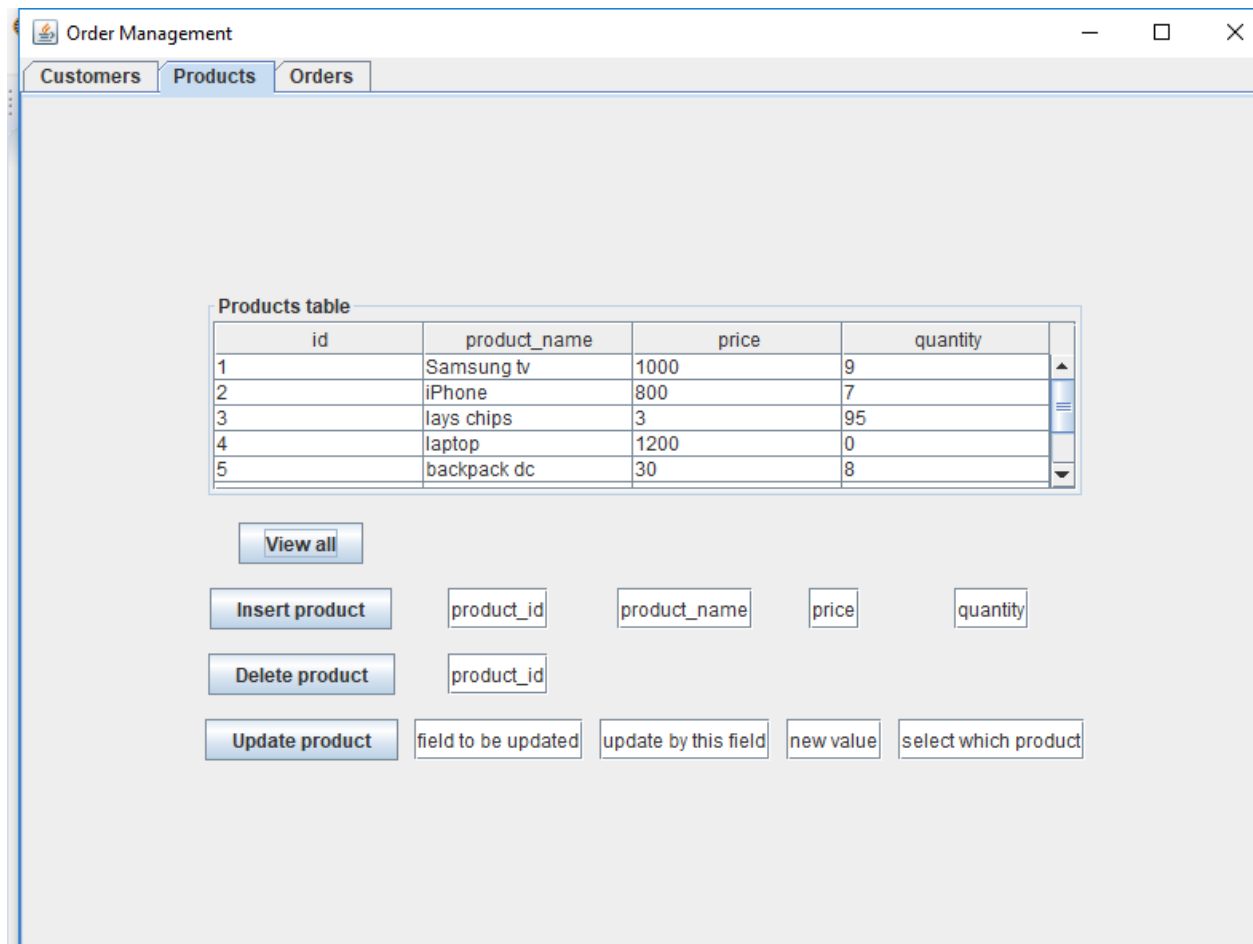 Order Management
Customers Products Orders
Products table
id product_name price quantity
1 Samsung tv 1000 9
2 iPhone 800 7
3 lays chips 3 95
4 laptop 1200 0
5 backpack dc 30 8
View all
Insert product product_id product_name price quantity
Delete product product_id
Update product field to be updated update by this field new value select which product